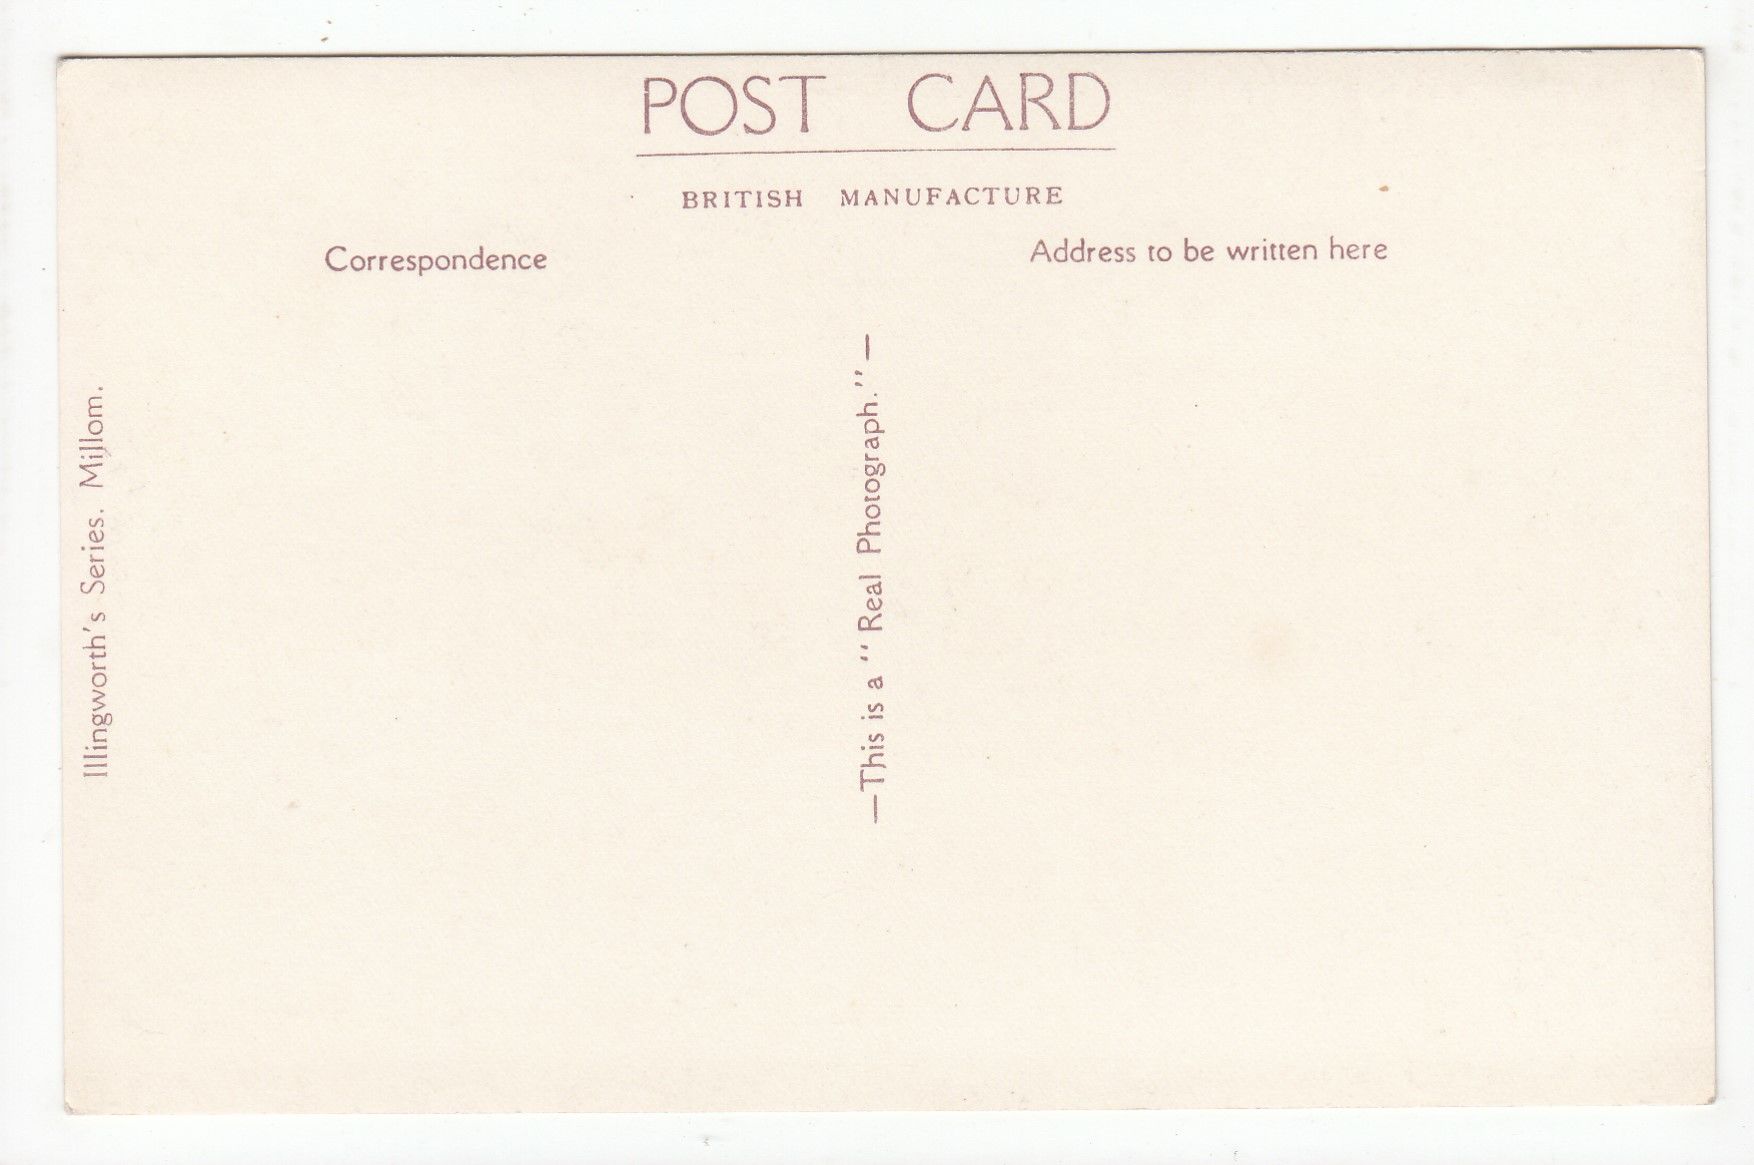 POST CARD
BRITISH MANUFACTURE
Correspondence
Address to be written here
Illingworth's Series. Millom.
—This is a "Real Photograph."—